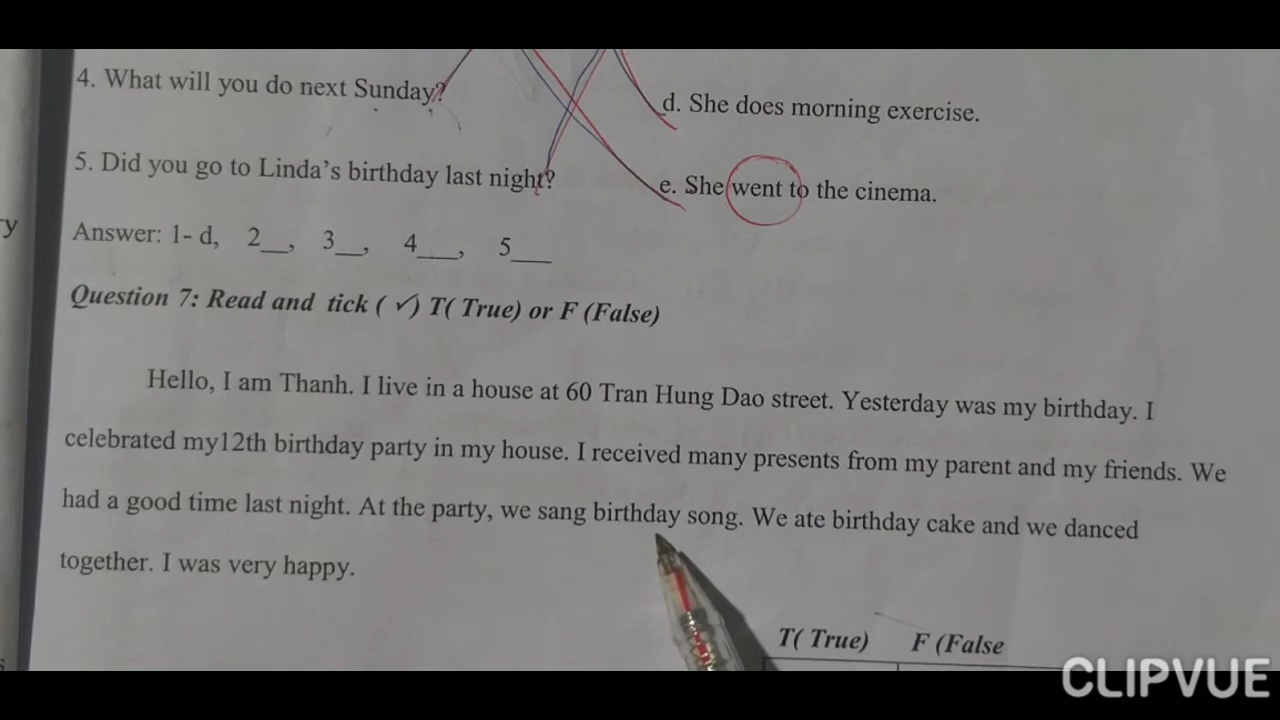 4. What will you do next Sunday?
d. She does morning exercise.
5. Did you go to Linda's birthday last night?
e. She went to the cinema.
Answer: 1- d, 2__, 3__, 4___, 5___
Question 7: Read and tick ( ✓) T( True) or F (False)
Hello, I am Thanh. I live in a house at 60 Tran Hung Dao street. Yesterday was my birthday. I
celebrated my12th birthday party in my house. I received many presents from my parent and my friends. We
had a good time last night. At the party, we sang birthday song. We ate birthday cake and we danced
together. I was very happy.
T( True) F (False
CLIPVUE